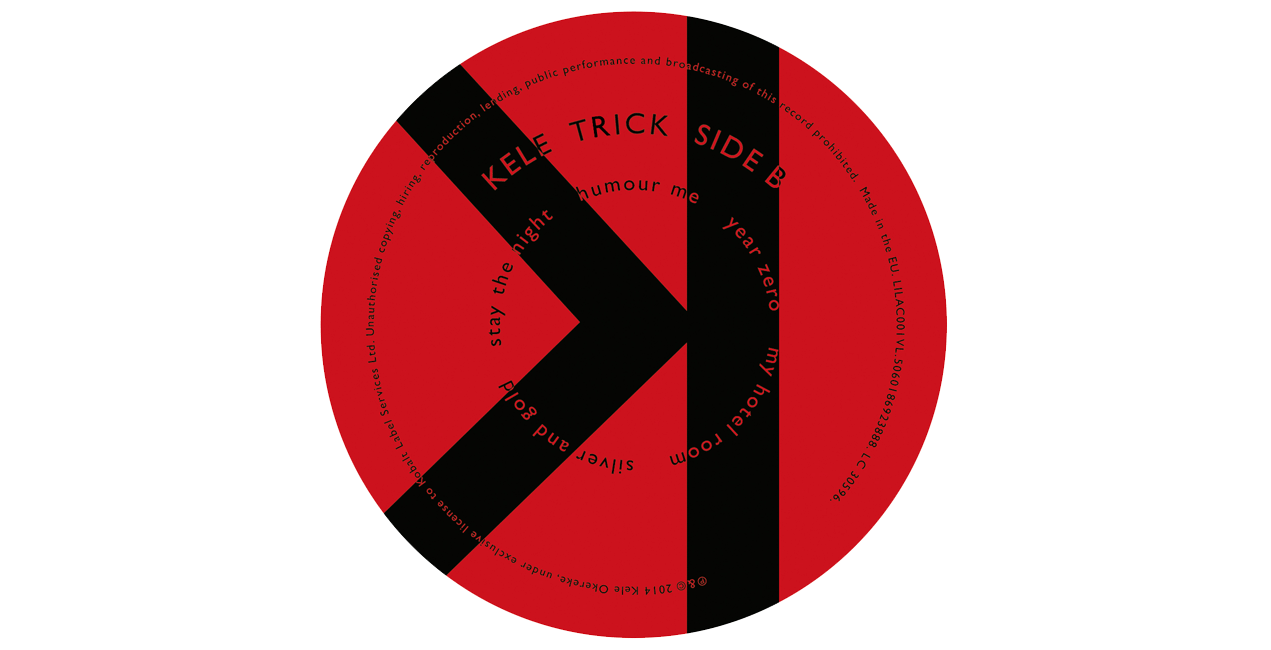 KELE TRICK SIDE B
humour me
year zero
my hotel room
silver and gold
stay the night
℗&© 2014 Kele Okereke, under exclusive license to Kobalt Label Services Ltd. Unauthorised copying, hiring, reproduction, lending, public performance and broadcasting of this record prohibited. Made in the EU. LILAC001VL. 5060186923888. LC 30596.